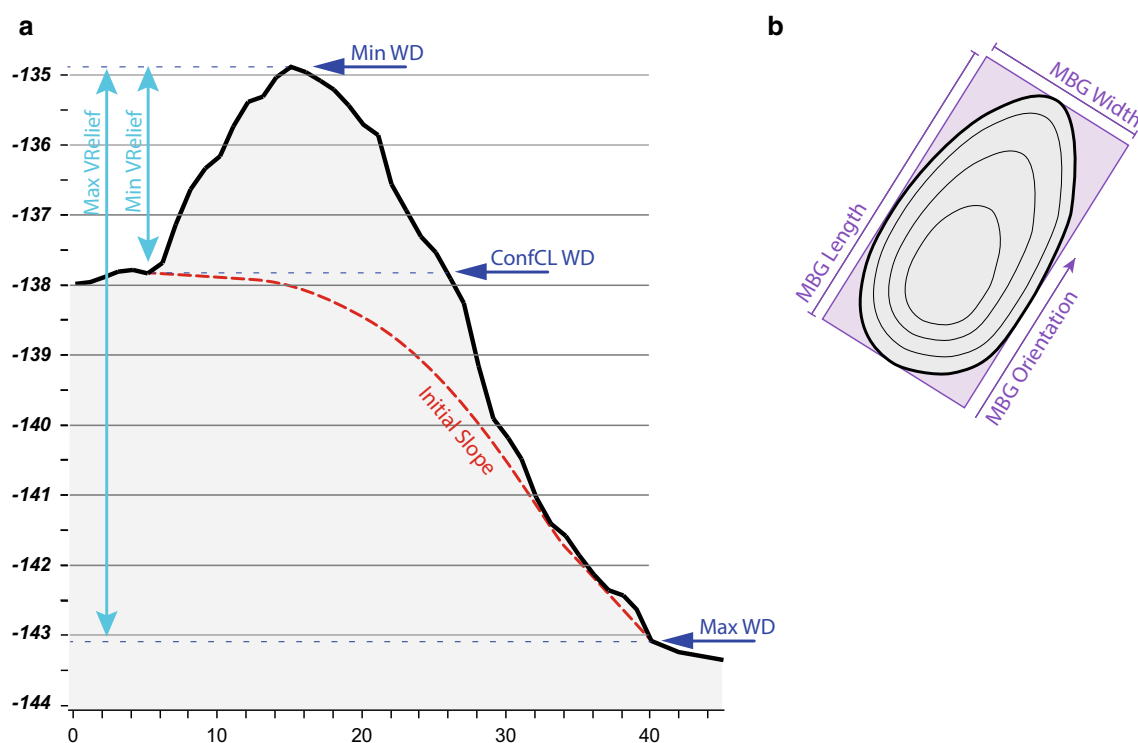 a
b
Min WD
-135
-136
-137
-138
-139
-140
-141
-142
-143
-144
Max VRelief
Min VRelief
ConfCL WD
Initial Slope
Max WD
0
10
20
30
40
MBG Width
MBG Length
MBG Orientation